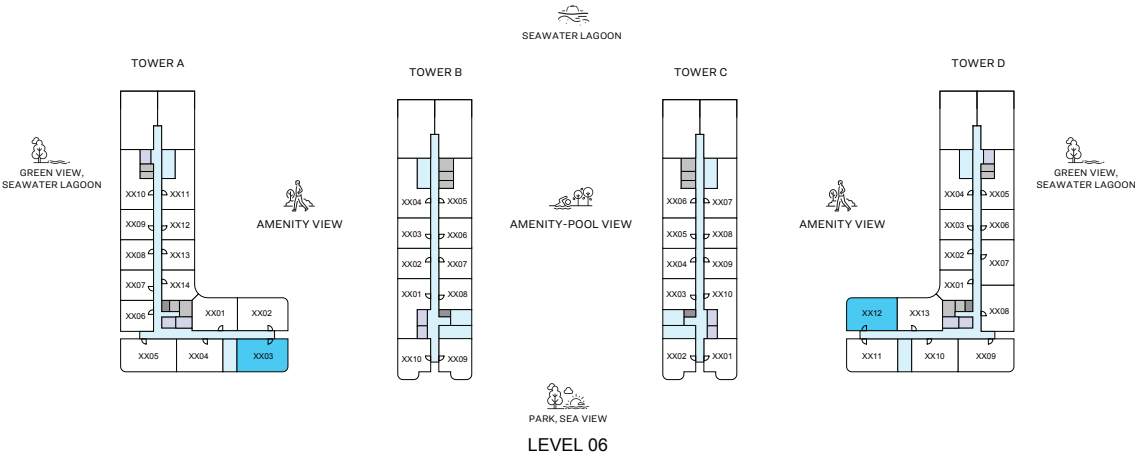 SEAWATER LAGOON
TOWER A
TOWER B
TOWER C
TOWER D
GREEN VIEW,
SEAWATER LAGOON
AMENITY VIEW
AMENITY-POOL VIEW
AMENITY VIEW
GREEN VIEW,
SEAWATER LAGOON
XX10 XX11
XX09 XX12
XX08 XX13
XX07 XX14
XX06 XX01 XX02
XX05 XX04 XX03
XX04 XX05
XX03 XX06
XX02 XX07
XX01 XX08
XX10 XX09
XX06 XX07
XX05 XX08
XX04 XX09
XX03 XX10
XX02 XX01
XX04 XX05
XX03 XX06
XX02 XX07
XX01
XX12 XX13 XX08
XX11 XX10 XX09
PARK, SEA VIEW
LEVEL 06